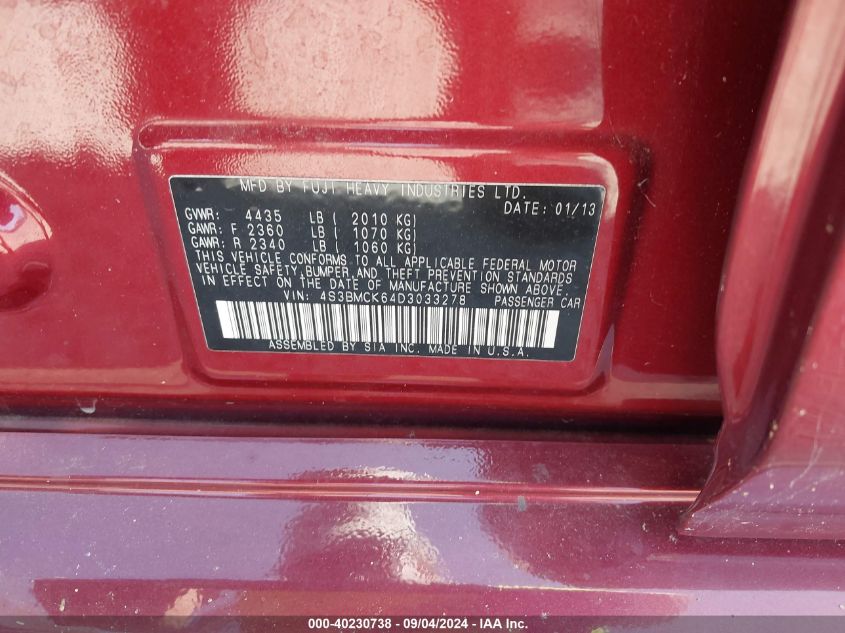 MFD BY FUJI HEAVY INDUSTRIES LTD.
DATE: 01/13
GVWR: 4435 LB ( 2010 KG)
GAWR: F 2360 LB ( 1070 KG)
GAWR: R 2340 LB ( 1060 KG)
THIS VEHICLE CONFORMS TO ALL APPLICABLE FEDERAL MOTOR
VEHICLE SAFETY, BUMPER, AND THEFT PREVENTION STANDARDS
IN EFFECT ON THE DATE OF MANUFACTURE SHOWN ABOVE.
VIN: 4S3BMCK64D3033278 PASSENGER CAR
ASSEMBLED BY SIA INC. MADE IN U.S.A.
000-40230738 - 09/04/2024 - IAA Inc.